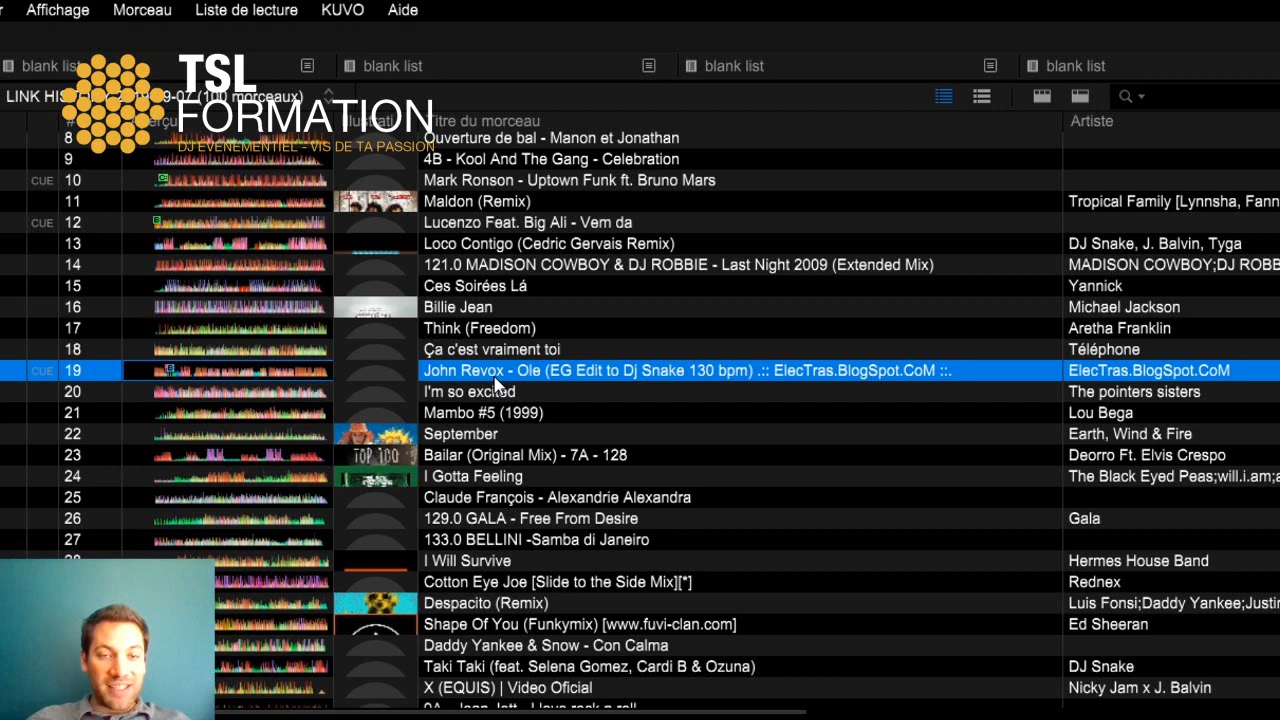 Affichage Morceau Liste de lecture KUVO Aide
blank list blank list blank list blank list
TSL
FORMATION
DJ EVENEMENTIEL - VIS DE TA PASSION
LINK (100 morceaux)
Titre du morceau Artiste
8 Ouverture de bal - Manon et Jonathan
9 4B - Kool And The Gang - Celebration
CUE 10 Mark Ronson - Uptown Funk ft. Bruno Mars
11 Maldon (Remix) Tropical Family [Lynnsha, Fann
CUE 12 Lucenzo Feat. Big Ali - Vem da
13 Loco Contigo (Cedric Gervais Remix) DJ Snake, J. Balvin, Tyga
14 121.0 MADISON COWBOY & DJ ROBBIE - Last Night 2009 (Extended Mix) MADISON COWBOY;DJ ROBB
15 Ces Soirées Lá Yannick
16 Billie Jean Michael Jackson
17 Think (Freedom) Aretha Franklin
18 Ça c'est vraiment toi Téléphone
CUE 19 John Revox - Ole (EG Edit to Dj Snake 130 bpm) .:: ElecTras.BlogSpot.CoM ::. ElecTras.BlogSpot.CoM
20 I'm so excited The pointers sisters
21 Mambo #5 (1999) Lou Bega
22 September Earth, Wind & Fire
23 TOP 100 Bailar (Original Mix) - 7A - 128 Deorro Ft. Elvis Crespo
24 I Gotta Feeling The Black Eyed Peas;will.i.am;a
25 Claude François - Alexandrie Alexandra
26 129.0 GALA - Free From Desire Gala
27 133.0 BELLINI -Samba di Janeiro
28 I Will Survive Hermes House Band
Cotton Eye Joe [Slide to the Side Mix][*] Rednex
Despacito (Remix) Luis Fonsi;Daddy Yankee;Justin
Shape Of You (Funkymix) [www.fuvi-clan.com] Ed Sheeran
Daddy Yankee & Snow - Con Calma
Taki Taki (feat. Selena Gomez, Cardi B & Ozuna) DJ Snake
X (EQUIS) | Video Oficial Nicky Jam x J. Balvin
9A - Joan Jett - I love rock n roll